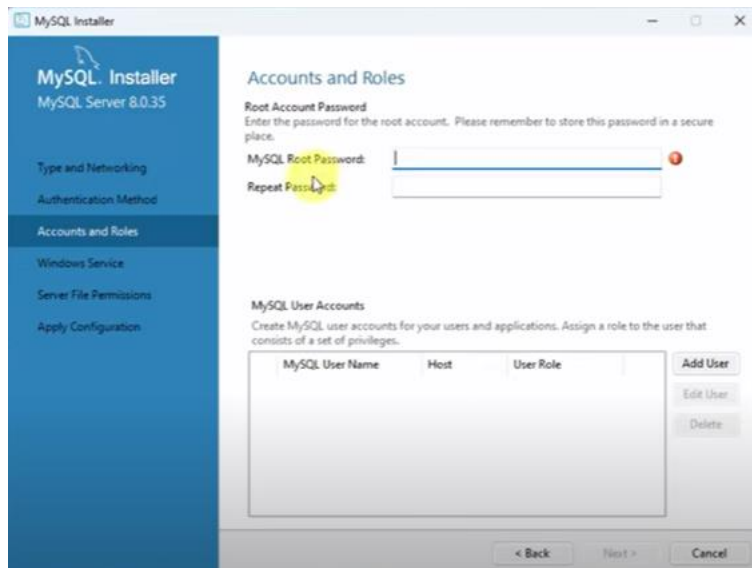 MySQL Installer
MySQL. Installer
MySQL Server 8.0.35
Type and Networking
Authentication Method
Accounts and Roles
Windows Service
Server File Permissions
Apply Configuration
Accounts and Roles
Root Account Password
Enter the password for the root account. Please remember to store this password in a secure
place.
MySQL Root Password:
Repeat Password:
MySQL User Accounts
Create MySQL user accounts for your users and applications. Assign a role to the user that
consists of a set of privileges.
MySQL User Name Host User Role
Add User
Edit User
Delete
< Back Next > Cancel